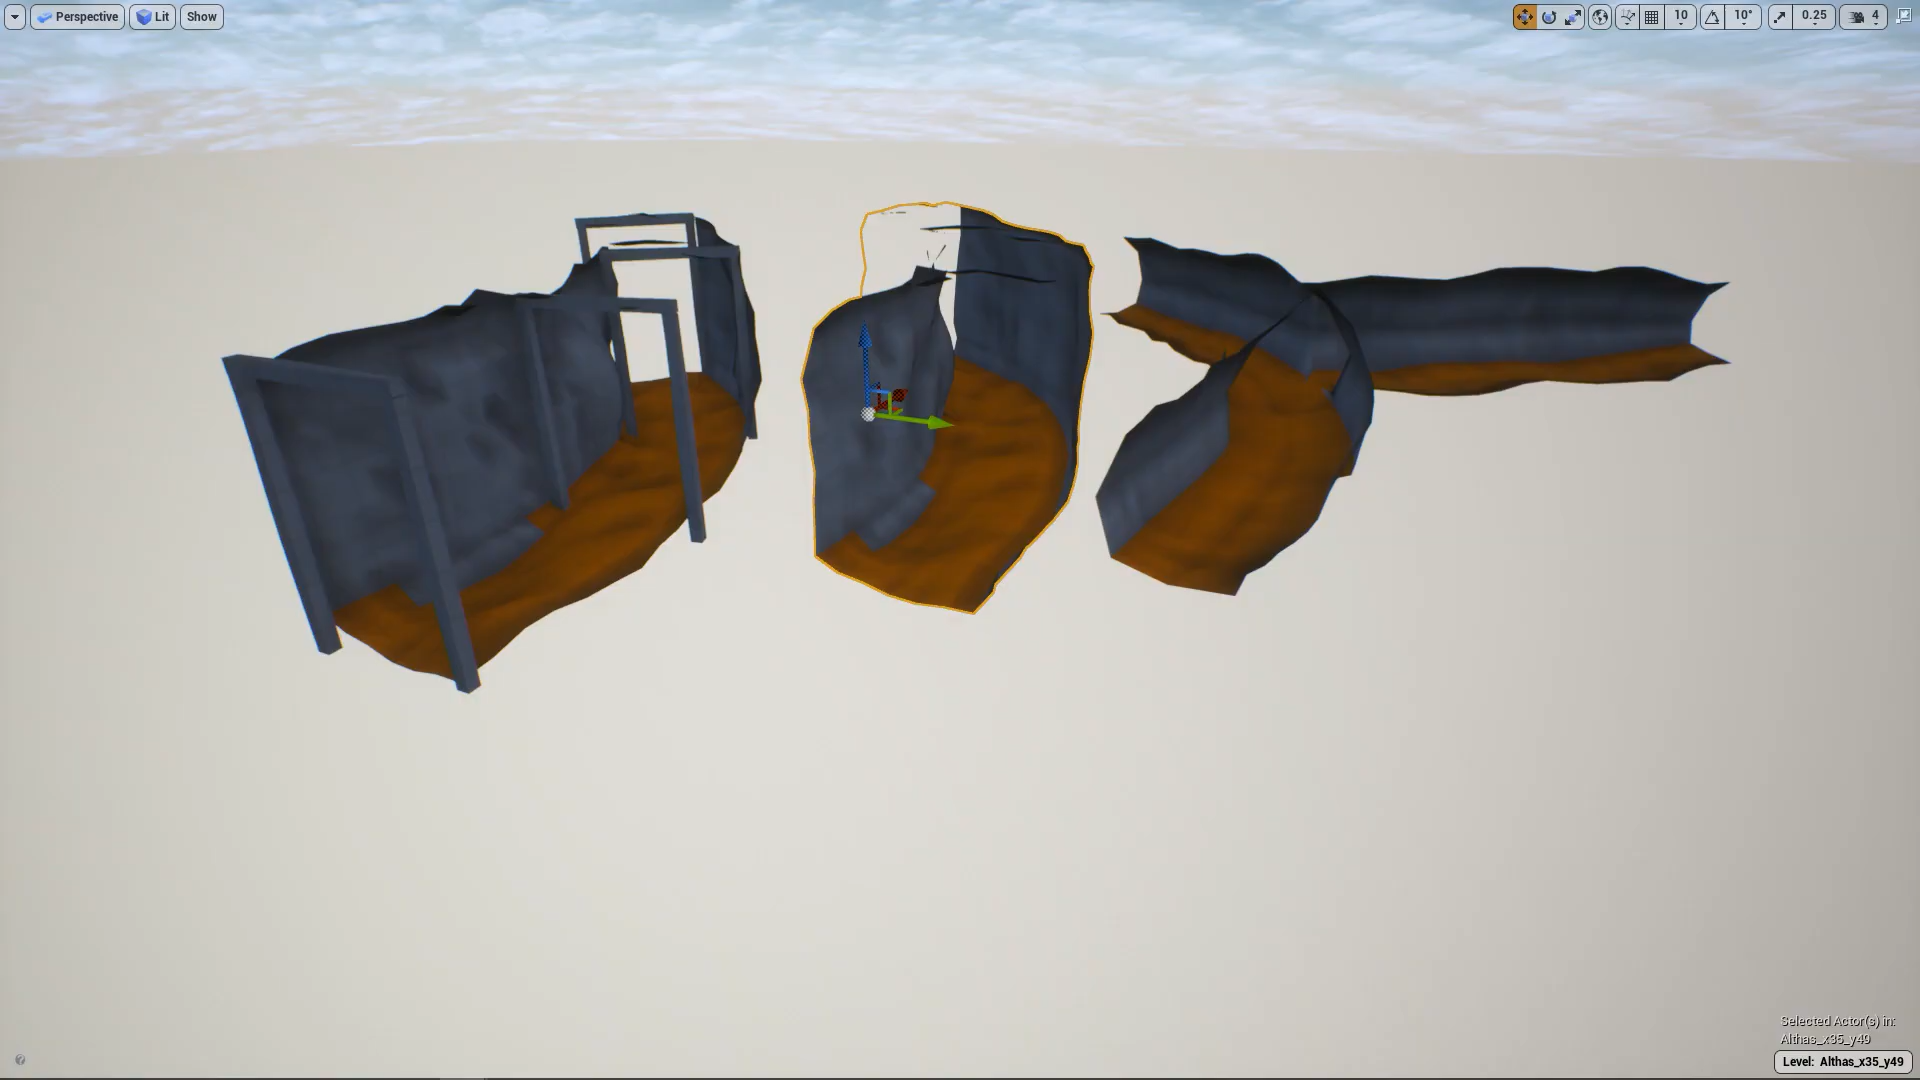 Perspective
Lit
Show
10
10°
0.25
4
Selected Actor(s) in:
Althas_x35_y49
Level: Althas_x35_y49
?